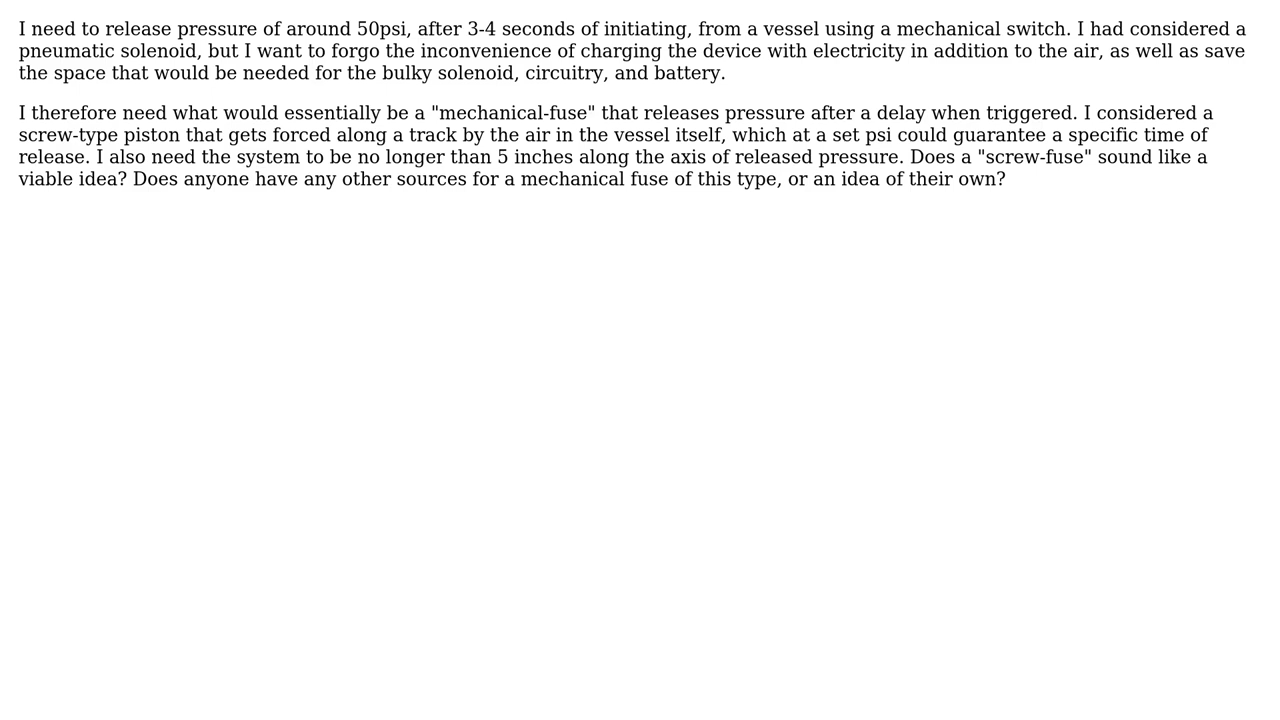 I need to release pressure of around 50psi, after 3-4 seconds of initiating, from a vessel using a mechanical switch. I had considered a
pneumatic solenoid, but I want to forgo the inconvenience of charging the device with electricity in addition to the air, as well as save
the space that would be needed for the bulky solenoid, circuitry, and battery.
I therefore need what would essentially be a "mechanical-fuse" that releases pressure after a delay when triggered. I considered a
screw-type piston that gets forced along a track by the air in the vessel itself, which at a set psi could guarantee a specific time of
release. I also need the system to be no longer than 5 inches along the axis of released pressure. Does a "screw-fuse" sound like a
viable idea? Does anyone have any other sources for a mechanical fuse of this type, or an idea of their own?